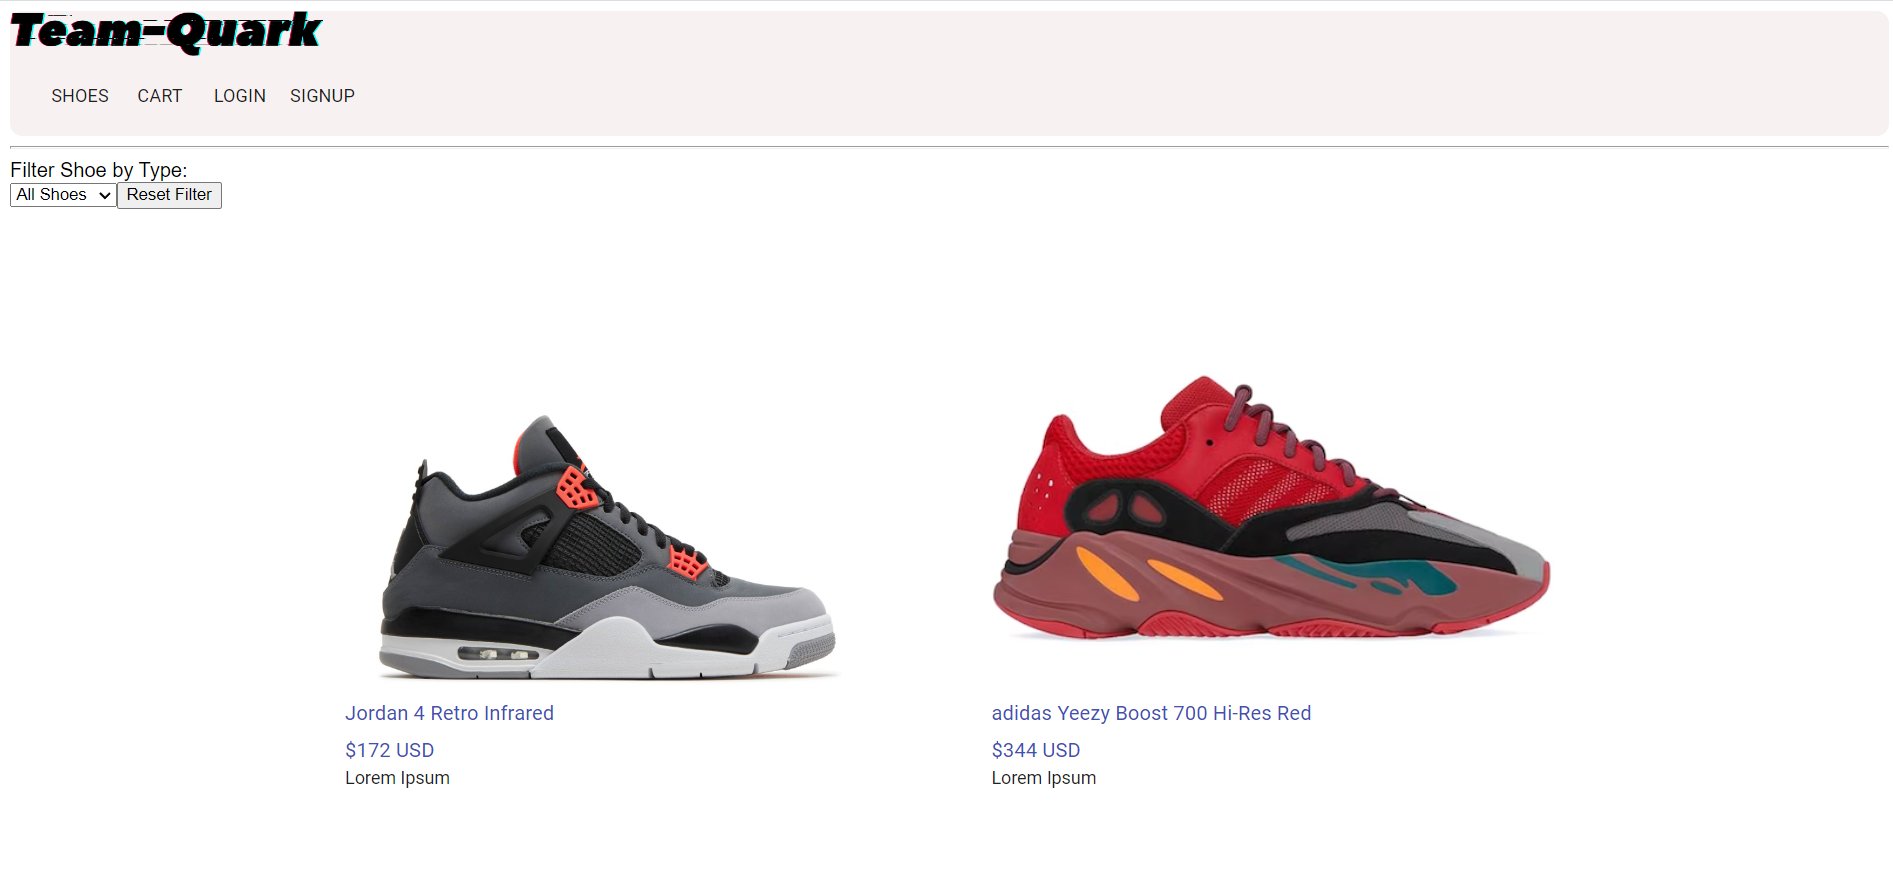 Team-Quark
SHOES CART LOGIN SIGNUP
Filter Shoe by Type:
All Shoes Reset Filter
Jordan 4 Retro Infrared
$172 USD
Lorem Ipsum
adidas Yeezy Boost 700 Hi-Res Red
$344 USD
Lorem Ipsum